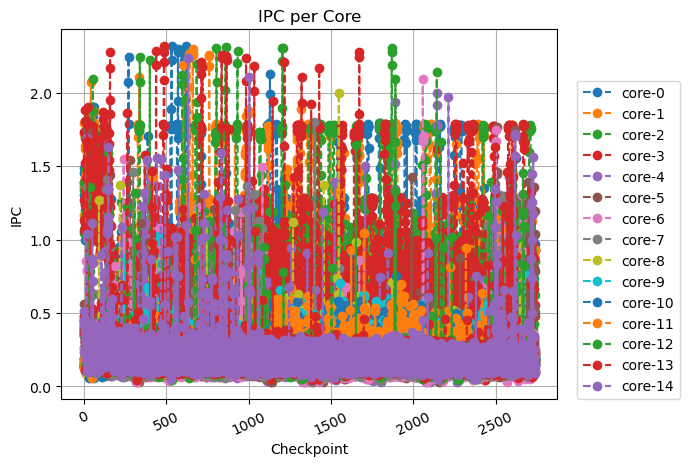 IPC per Core
IPC
2.0
1.5
1.0
0.5
0.0
0
500
1000
1500
2000
2500
Checkpoint
core-0
core-1
core-2
core-3
core-4
core-5
core-6
core-7
core-8
core-9
core-10
core-11
core-12
core-13
core-14